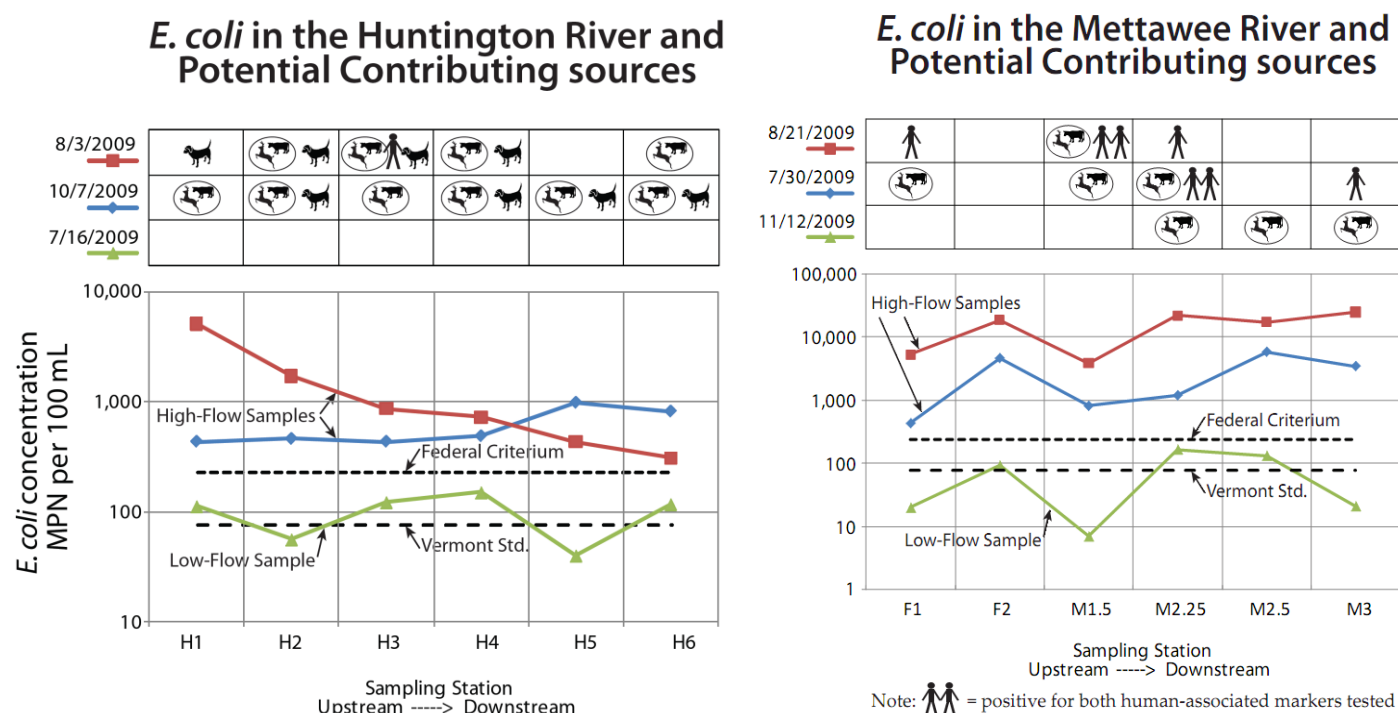 E. coli in the Huntington River and
Potential Contributing sources
8/3/2009
10/7/2009
7/16/2009
10,000
1,000
100
10
E. coli concentration
MPN per 100 mL
High-Flow Samples
Federal Criterium
Low-Flow Sample
Vermont Std.
H1 H2 H3 H4 H5 H6
Sampling Station
Upstream -----> Downstream
E. coli in the Mettawee River and
Potential Contributing sources
8/21/2009
7/30/2009
11/12/2009
100,000
10,000
1,000
100
10
1
High-Flow Samples
Federal Criterium
Vermont Std.
Low-Flow Sample
F1 F2 M1.5 M2.25 M2.5 M3
Sampling Station
Upstream -----> Downstream
Note: = positive for both human-associated markers tested